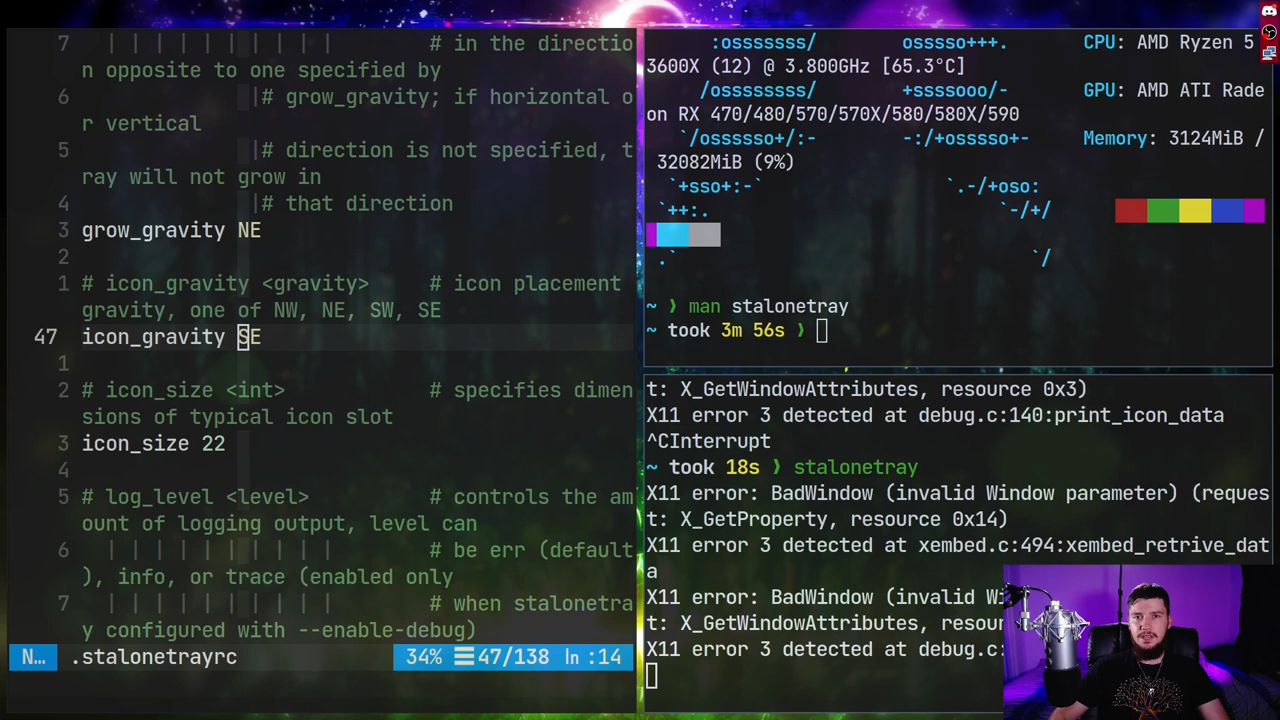 7 | | | | | | | | | | # in the directio
n opposite to one specified by
6 |# grow_gravity; if horizontal o
r vertical
5 |# direction is not specified, t
ray will not grow in
4 |# that direction
3 grow_gravity NE
2
1 # icon_gravity <gravity> # icon placement
gravity, one of NW, NE, SW, SE
47 icon_gravity SE
1
2 # icon_size <int> # specifies dimen
sions of typical icon slot
3 icon_size 22
4
5 # log_level <level> # controls the am
ount of logging output, level can
6 | | | | | | | | | | # be err (default
), info, or trace (enabled only
7 | | | | | | | | | | # when stalonetra
y configured with --enable-debug)
N... .stalonetrayrc 34% ☰47/138 ln :14
:osssssss/ osssso+++. CPU: AMD Ryzen 5
3600X (12) @ 3.800GHz [65.3°C]
/osssssssss/ +ssssooo/- GPU: AMD ATI Rade
on RX 470/480/570/570X/580/580X/590
`/ossssso+/:- -:/+osssso+- Memory: 3124MiB /
32082MiB (9%)
`+sso+:-` `.-/+oso:
`++:. `-/+/
.` `/
~ ❯ man stalonetray
~ took 3m 56s ❯
t: X_GetWindowAttributes, resource 0x3)
X11 error 3 detected at debug.c:140:print_icon_data
^CInterrupt
~ took 18s ❯ stalonetray
X11 error: BadWindow (invalid Window parameter) (reques
t: X_GetProperty, resource 0x14)
X11 error 3 detected at xembed.c:494:xembed_retrive_dat
a
X11 error: BadWindow (invalid Wi
t: X_GetWindowAttributes, resour
X11 error 3 detected at debug.c: